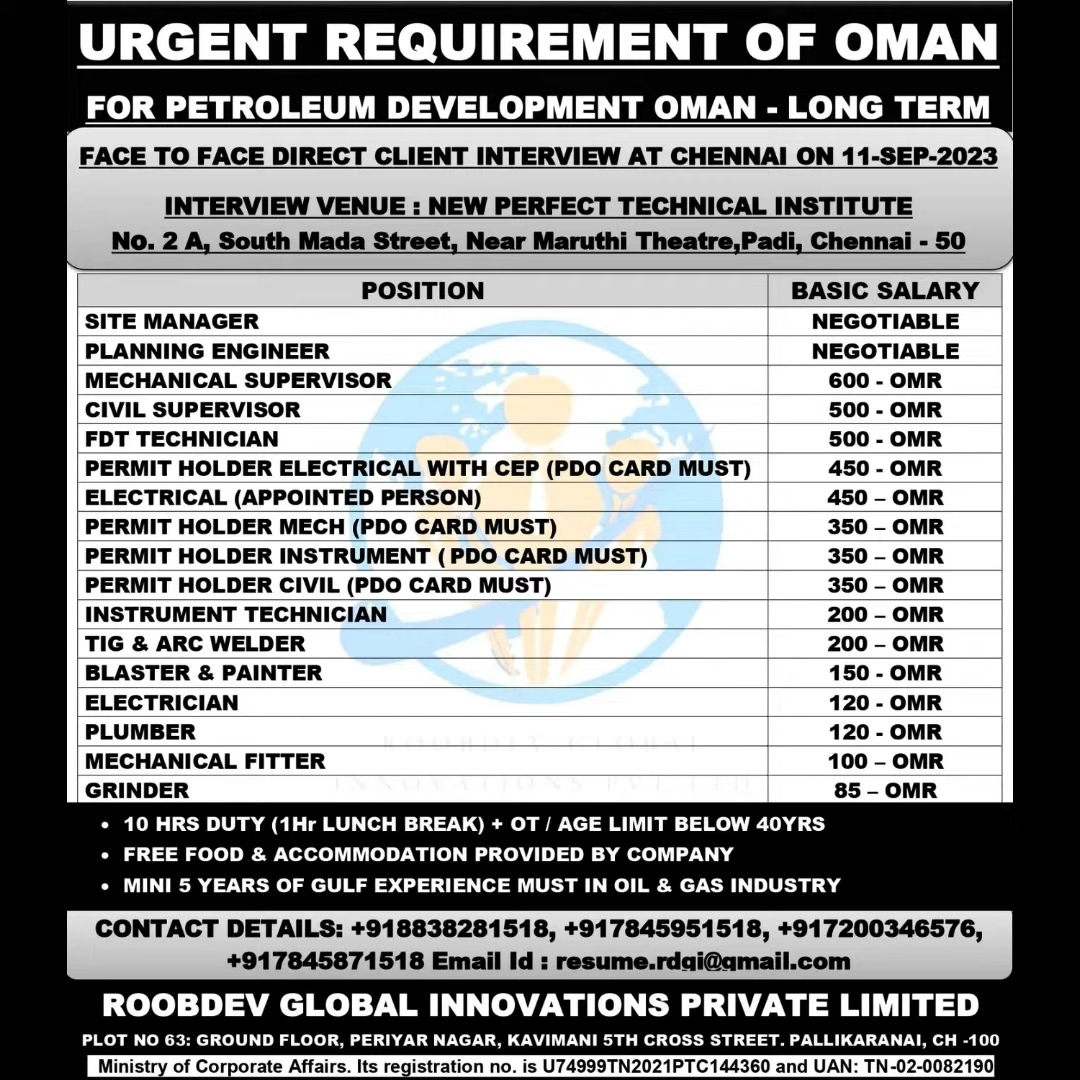 URGENT REQUIREMENT OF OMAN
FOR PETROLEUM DEVELOPMENT OMAN - LONG TERM
FACE TO FACE DIRECT CLIENT INTERVIEW AT CHENNAI ON 11-SEP-2023
INTERVIEW VENUE : NEW PERFECT TECHNICAL INSTITUTE
No. 2 A, South Mada Street, Near Maruthi Theatre,Padi, Chennai - 50
POSITION BASIC SALARY
SITE MANAGER NEGOTIABLE
PLANNING ENGINEER NEGOTIABLE
MECHANICAL SUPERVISOR 600 - OMR
CIVIL SUPERVISOR 500 - OMR
FDT TECHNICIAN 500 - OMR
PERMIT HOLDER ELECTRICAL WITH CEP (PDO CARD MUST) 450 - OMR
ELECTRICAL (APPOINTED PERSON) 450 – OMR
PERMIT HOLDER MECH (PDO CARD MUST) 350 – OMR
PERMIT HOLDER INSTRUMENT ( PDO CARD MUST) 350 – OMR
PERMIT HOLDER CIVIL (PDO CARD MUST) 350 – OMR
INSTRUMENT TECHNICIAN 200 – OMR
TIG & ARC WELDER 200 – OMR
BLASTER & PAINTER 150 - OMR
ELECTRICIAN 120 - OMR
PLUMBER 120 - OMR
ROOBDEV GLOBAL
MECHANICAL FITTER 100 – OMR
INNOVATIONS PVT LTD
GRINDER 85 – OMR
• 10 HRS DUTY (1Hr LUNCH BREAK) + OT / AGE LIMIT BELOW 40YRS
• FREE FOOD & ACCOMMODATION PROVIDED BY COMPANY
• MINI 5 YEARS OF GULF EXPERIENCE MUST IN OIL & GAS INDUSTRY
CONTACT DETAILS: +918838281518, +917845951518, +917200346576,
+917845871518 Email Id : resume.rdgi@gmail.com
ROOBDEV GLOBAL INNOVATIONS PRIVATE LIMITED
PLOT NO 63: GROUND FLOOR, PERIYAR NAGAR, KAVIMANI 5TH CROSS STREET. PALLIKARANAI, CH -100
Ministry of Corporate Affairs. Its registration no. is U74999TN2021PTC144360 and UAN: TN-02-0082190